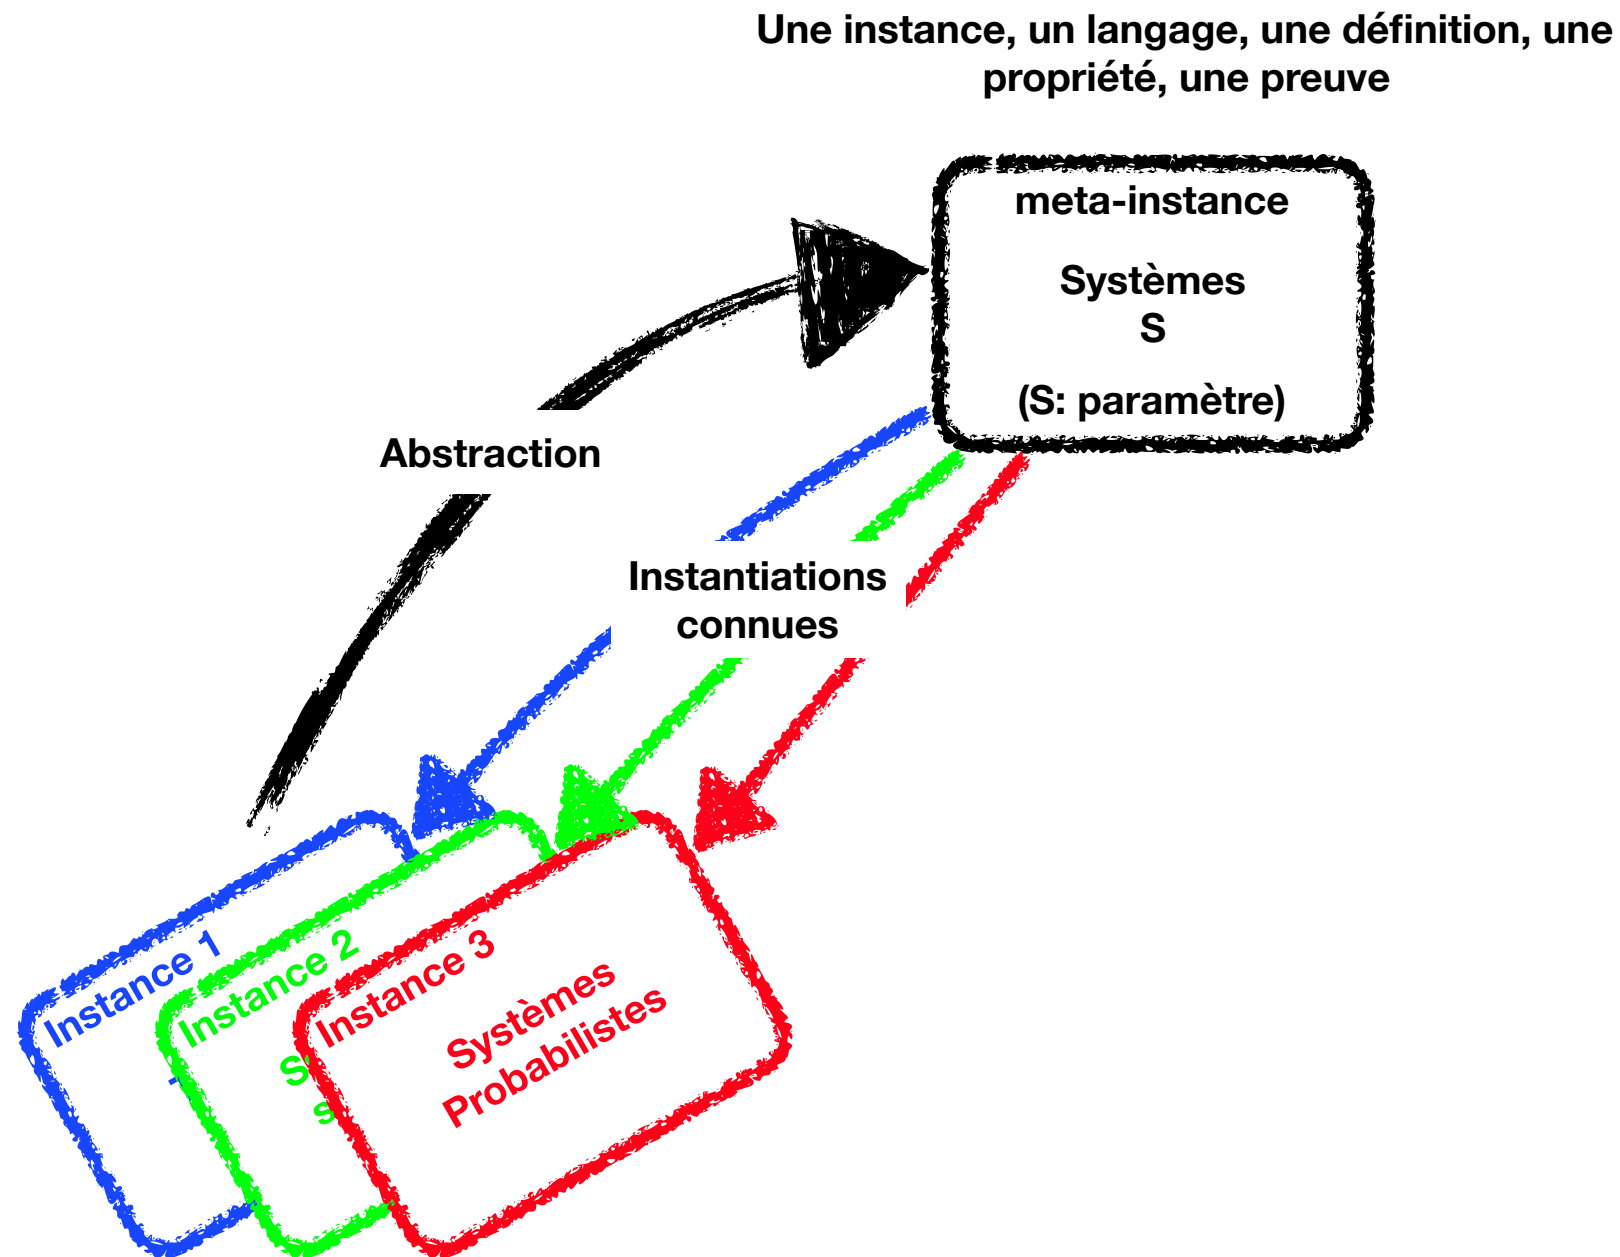 Une instance, un langage, une définition, une
propriété, une preuve
meta-instance
Systèmes
S
(S: paramètre)
Abstraction
Instantiations
connues
Instance 1
Instance 2
Instance 3
Systèmes
Probabilistes